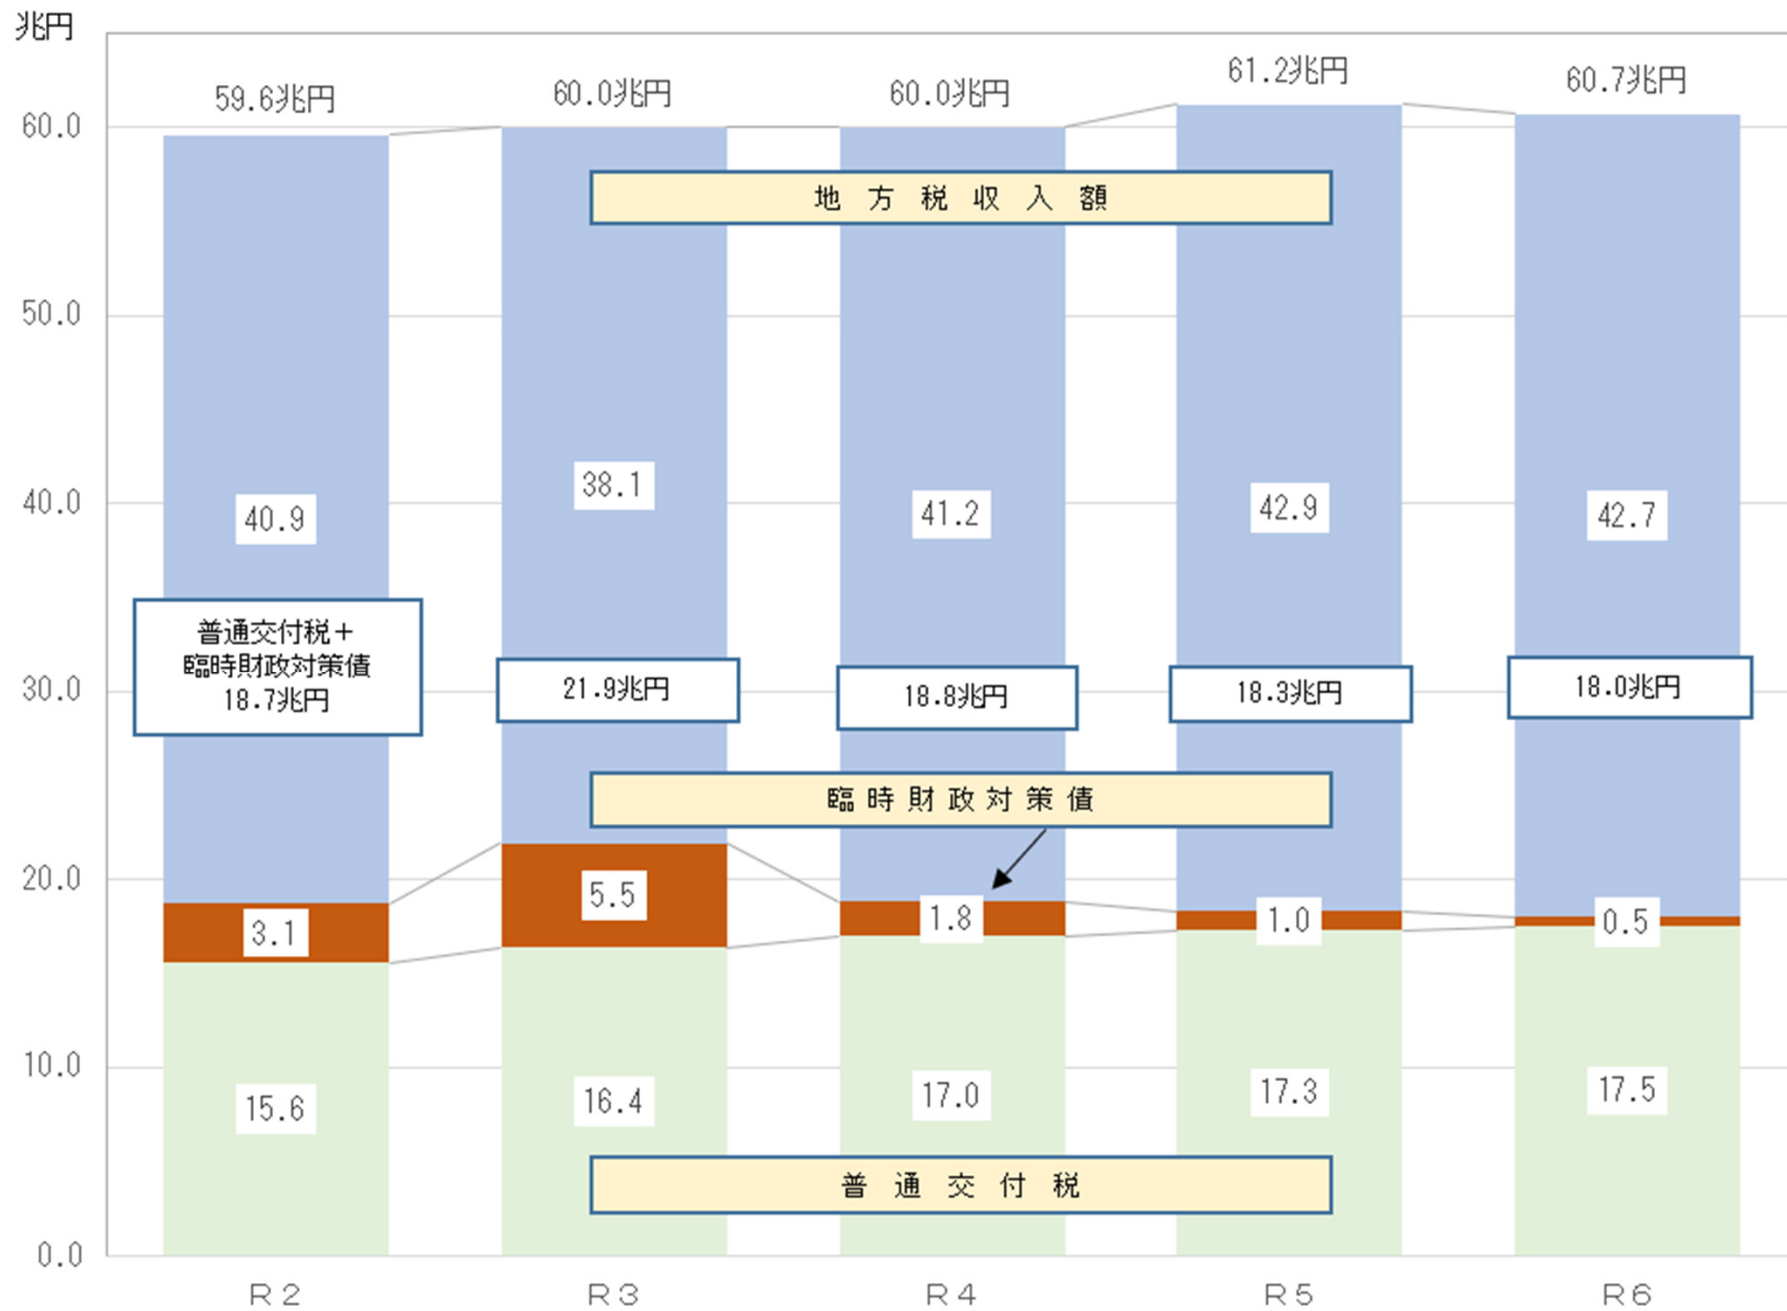 兆円
59.6兆円
60.0兆円
60.0兆円
61.2兆円
60.7兆円
60.0
50.0
40.0
30.0
20.0
10.0
0.0
地方税収入額
40.9
38.1
41.2
42.9
42.7
普通交付税＋
臨時財政対策債
18.7兆円
21.9兆円
18.8兆円
18.3兆円
18.0兆円
臨時財政対策債
3.1
5.5
1.8
1.0
0.5
15.6
16.4
17.0
17.3
17.5
普通交付税
Ｒ２
Ｒ３
Ｒ４
Ｒ５
Ｒ６